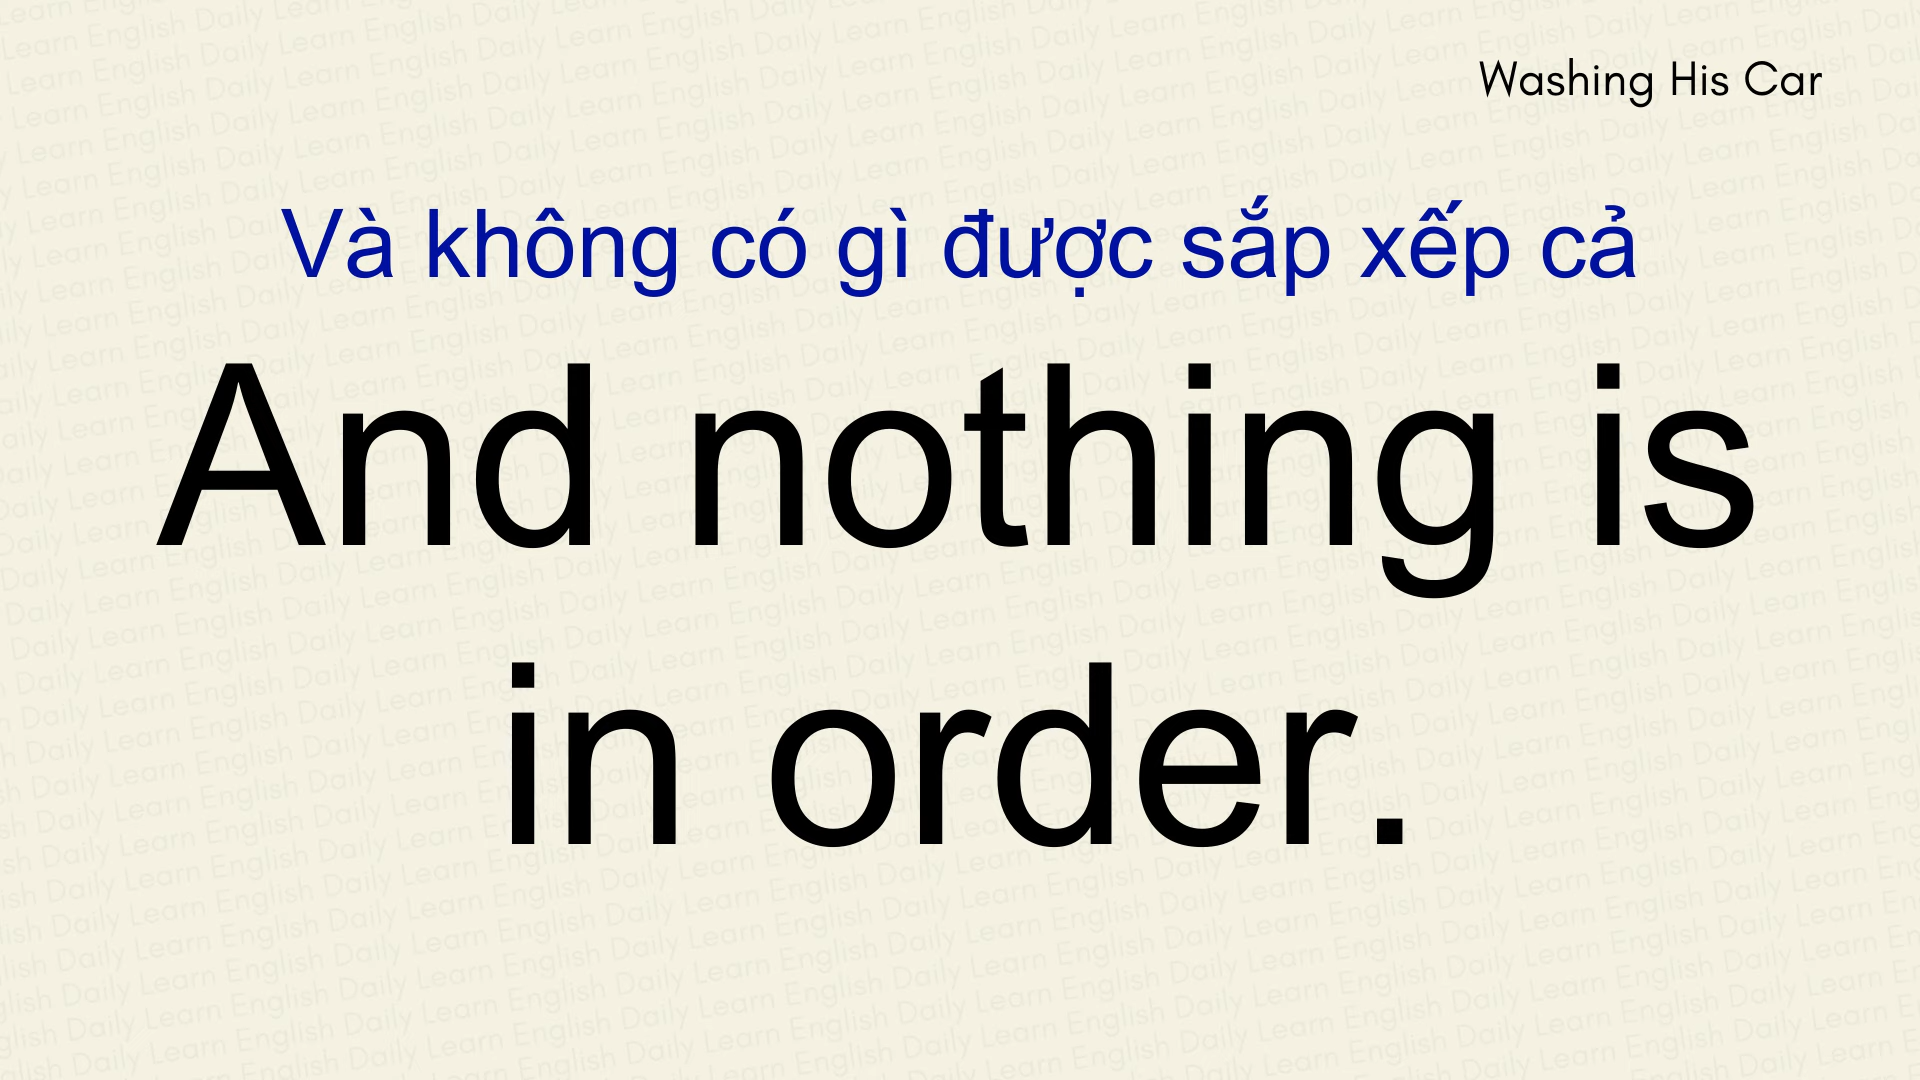 Washing His Car
Và không có gì được sắp xếp cả
And nothing is
in order.